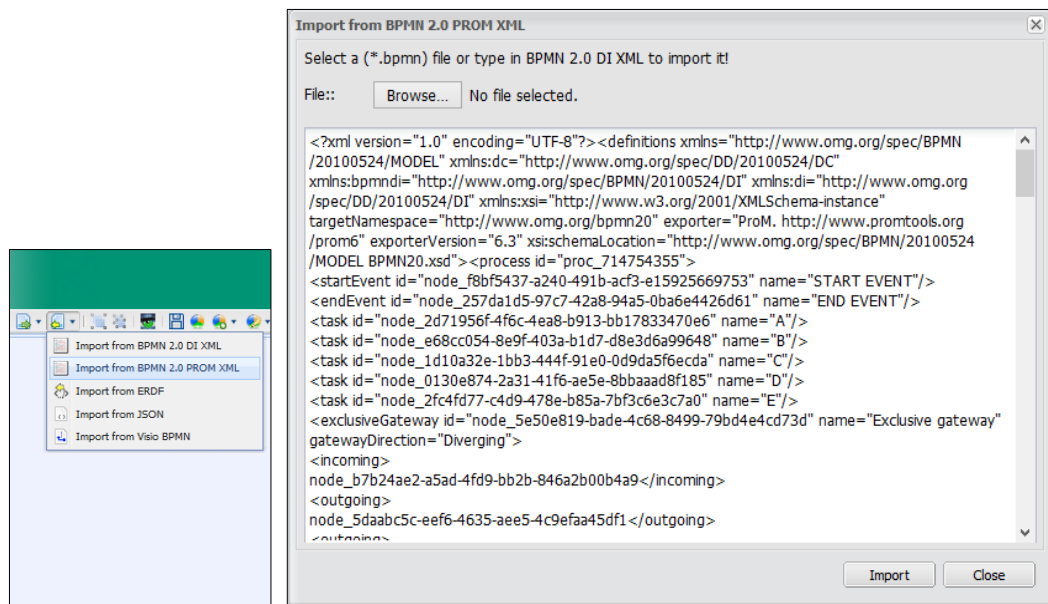 Import from BPMN 2.0 DI XML
Import from BPMN 2.0 PROM XML
Import from ERDF
Import from JSON
Import from Visio BPMN
Import from BPMN 2.0 PROM XML
Select a (*.bpmn) file or type in BPMN 2.0 DI XML to import it!
File:: Browse... No file selected.
<?xml version="1.0" encoding="UTF-8"?><definitions xmlns="http://www.omg.org/spec/BPMN
/20100524/MODEL" xmlns:dc="http://www.omg.org/spec/DD/20100524/DC"
xmlns:bpmndi="http://www.omg.org/spec/BPMN/20100524/DI" xmlns:di="http://www.omg.org
/spec/DD/20100524/DI" xmlns:xsi="http://www.w3.org/2001/XMLSchema-instance"
targetNamespace="http://www.omg.org/bpmn20" exporter="ProM. http://www.promtools.org
/prom6" exporterVersion="6.3" xsi:schemaLocation="http://www.omg.org/spec/BPMN/20100524
/MODEL BPMN20.xsd"><process id="proc_714754355">
<startEvent id="node_f8bf5437-a240-491b-acf3-e15925669753" name="START EVENT"/>
<endEvent id="node_257da1d5-97c7-42a8-94a5-0ba6e4426d61" name="END EVENT"/>
<task id="node_2d71956f-4f6c-4ea8-b913-bb17833470e6" name="A"/>
<task id="node_e68cc054-8e9f-403a-b1d7-d8e3d6a99648" name="B"/>
<task id="node_1d10a32e-1bb3-444f-91e0-0d9da5f6ecda" name="C"/>
<task id="node_0130e874-2a31-41f6-ae5e-8bbaaad8f185" name="D"/>
<task id="node_2fc4fd77-c4d9-478e-b85a-7bf3c6e3c7a0" name="E"/>
<exclusiveGateway id="node_5e50e819-bade-4c68-8499-79bd4e4cd73d" name="Exclusive gateway"
gatewayDirection="Diverging">
<incoming>
node_b7b24ae2-a5ad-4fd9-bb2b-846a2b00b4a9</incoming>
<outgoing>
node_5daabc5c-eef6-4635-aee5-4c9efaa45df1</outgoing>
<outgoing>
Import Close